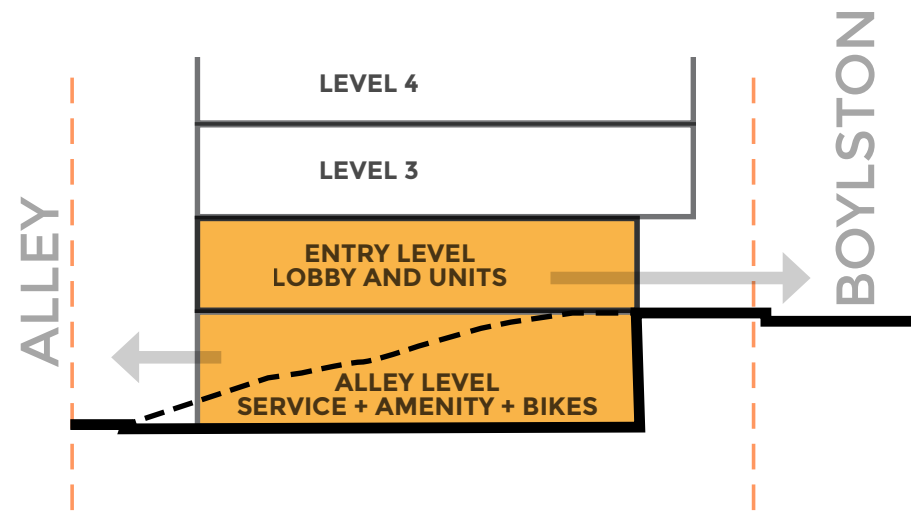 LEVEL 4
LEVEL 3
ENTRY LEVEL
LOBBY AND UNITS
ALLEY LEVEL
SERVICE + AMENITY + BIKES
ALLEY
BOYLSTON